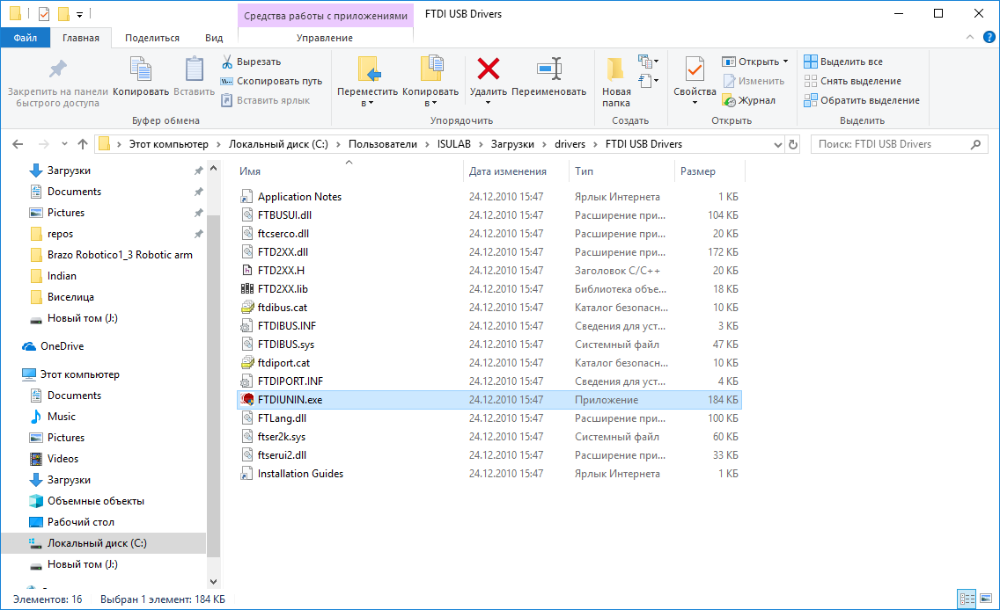 Средства работы с приложениями
FTDI USB Drivers
Файл
Главная
Поделиться
Вид
Управление
Закрепить на панели
быстрого доступа
Копировать
Вставить
Вырезать
Скопировать путь
Вставить ярлык
Буфер обмена
Переместить
в
Копировать
в
Удалить
Переименовать
Упорядочить
Новая
папка
Создать
Свойства
Открыть
Изменить
Журнал
Открыть
Выделить все
Снять выделение
Обратить выделение
Выделить
Этот компьютер > Локальный диск (C:) > Пользователи > ISULAB > Загрузки > drivers > FTDI USB Drivers
Поиск: FTDI USB Drivers
Загрузки
Documents
Pictures
repos
Brazo Robotico1_3 Robotic arm
Indian
Виселица
Новый том (J:)
OneDrive
Этот компьютер
Documents
Music
Pictures
Videos
Загрузки
Объемные объекты
Рабочий стол
Локальный диск (C:)
Новый том (J:)
Имя Дата изменения Тип Размер
Application Notes 24.12.2010 15:47 Ярлык Интернета 1 КБ
FTBUSUI.dll 24.12.2010 15:47 Расширение при... 104 КБ
ftcserco.dll 24.12.2010 15:47 Расширение при... 20 КБ
FTD2XX.dll 24.12.2010 15:47 Расширение при... 172 КБ
FTD2XX.H 24.12.2010 15:47 Заголовок C/C++ 20 КБ
FTD2XX.lib 24.12.2010 15:47 Библиотека объе... 18 КБ
ftdibus.cat 24.12.2010 15:47 Каталог безопасн... 10 КБ
FTDIBUS.INF 24.12.2010 15:47 Сведения для уст... 3 КБ
FTDIBUS.sys 24.12.2010 15:47 Системный файл 47 КБ
ftdiport.cat 24.12.2010 15:47 Каталог безопасн... 10 КБ
FTDIPORT.INF 24.12.2010 15:47 Сведения для уст... 4 КБ
FTDIUNIN.exe 24.12.2010 15:47 Приложение 184 КБ
FTLang.dll 24.12.2010 15:47 Расширение при... 100 КБ
ftser2k.sys 24.12.2010 15:47 Системный файл 60 КБ
ftserui2.dll 24.12.2010 15:47 Расширение при... 33 КБ
Installation Guides 24.12.2010 15:47 Ярлык Интернета 1 КБ
Элементов: 16
Выбран 1 элемент: 184 КБ